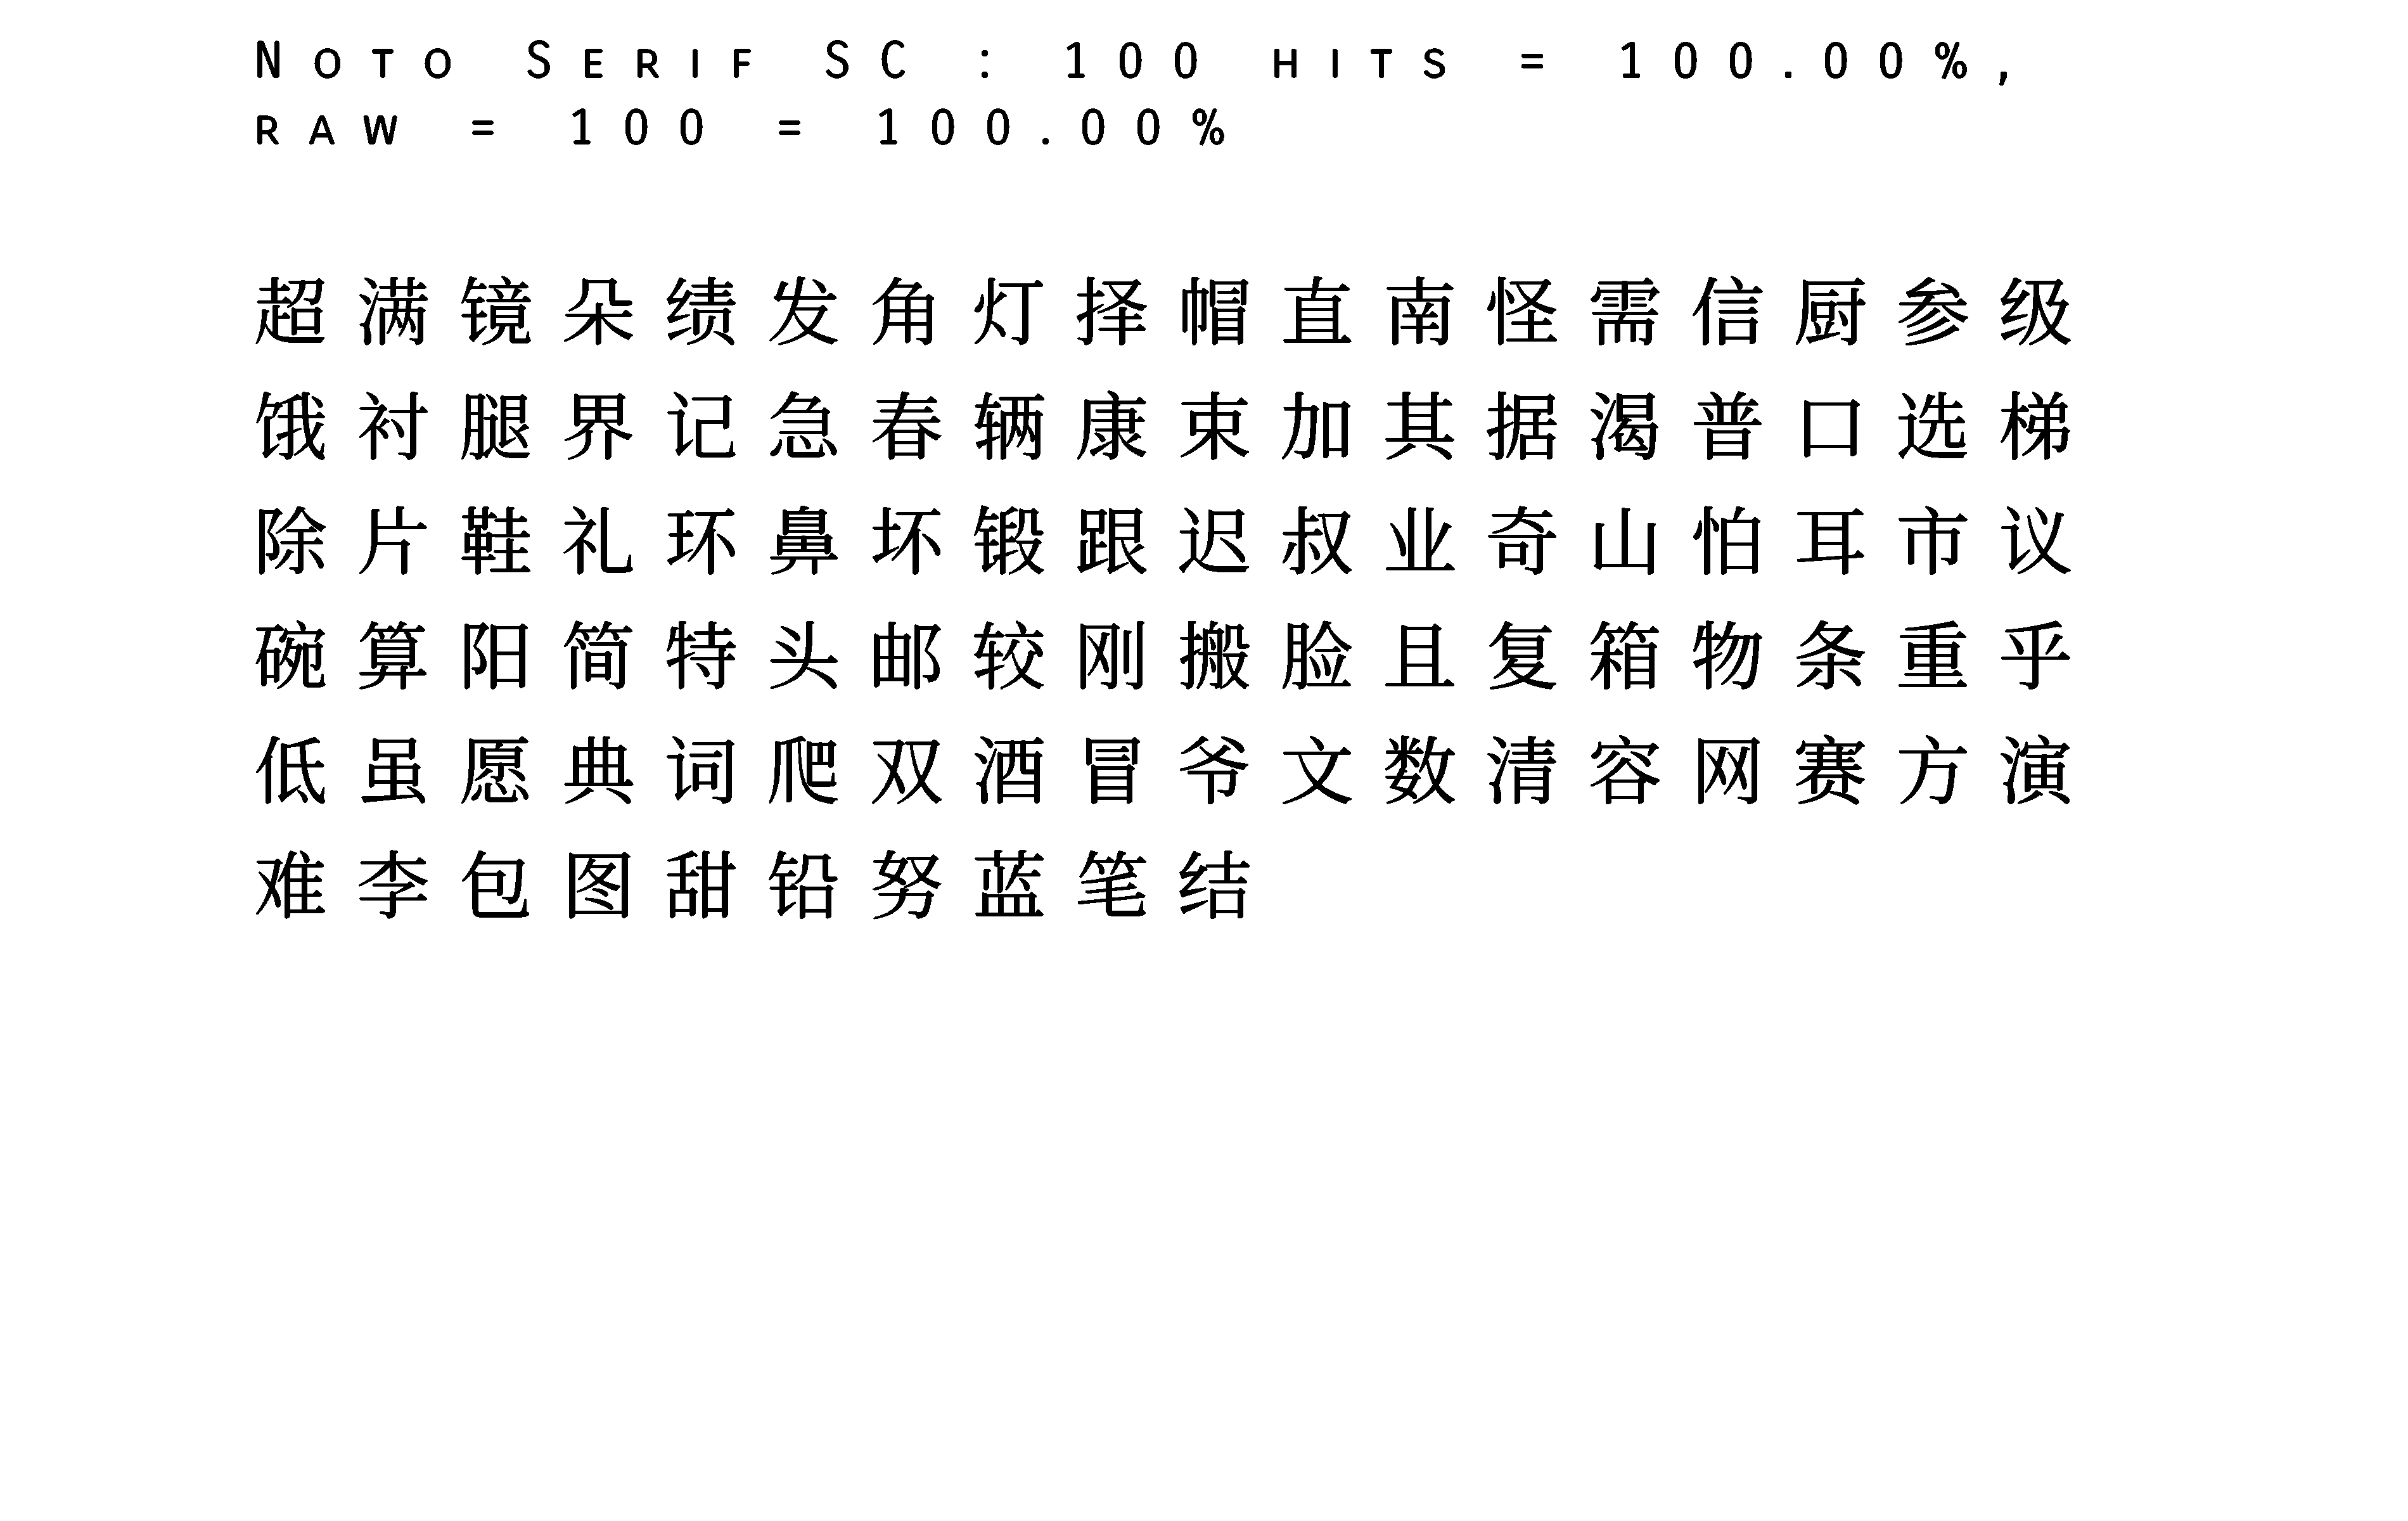 Noto Serif SC : 100 hits = 100.00%,
raw = 100 = 100.00%
超满镜朵绩发角灯择帽直南怪需信厨参级
饿衬腿界记急春辆康束加其据渴普口选梯
除片鞋礼环鼻坏锻跟迟叔业奇山怕耳市议
碗算阳简特头邮较刚搬脸且复箱物条重乎
低虽愿典词爬双酒冒爷文数清容网赛方演
难李包图甜铅努蓝笔结